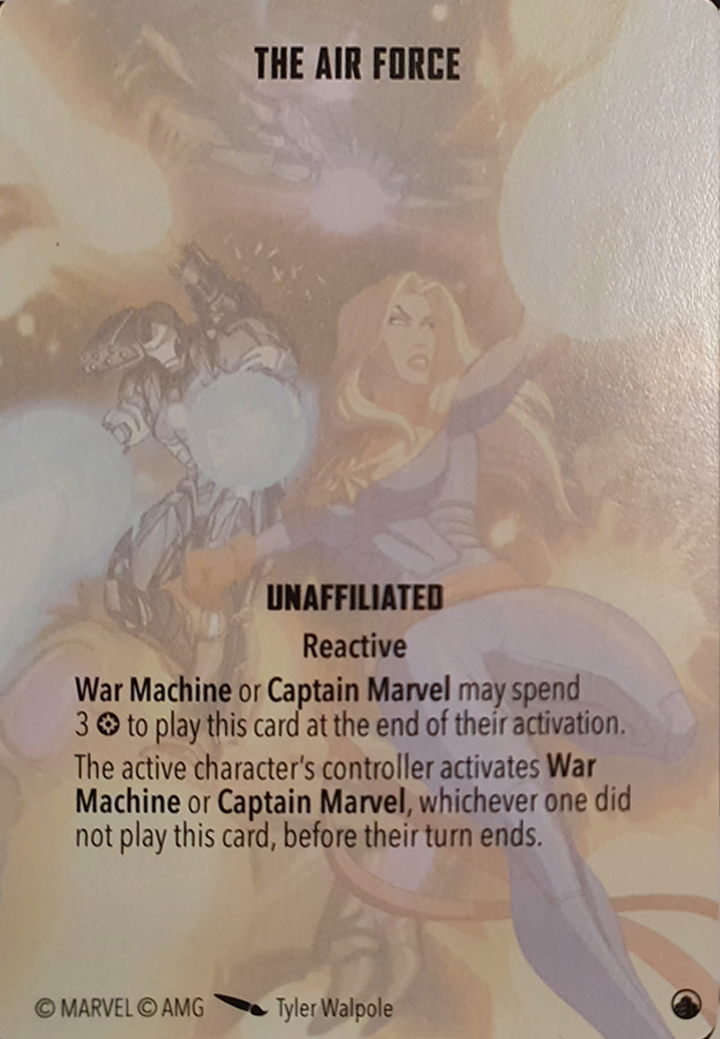 THE AIR FORCE
UNAFFILIATED
Reactive
War Machine or Captain Marvel may spend
3 to play this card at the end of their activation.
The active character's controller activates War
Machine or Captain Marvel, whichever one did
not play this card, before their turn ends.
© MARVEL © AMG Tyler Walpole